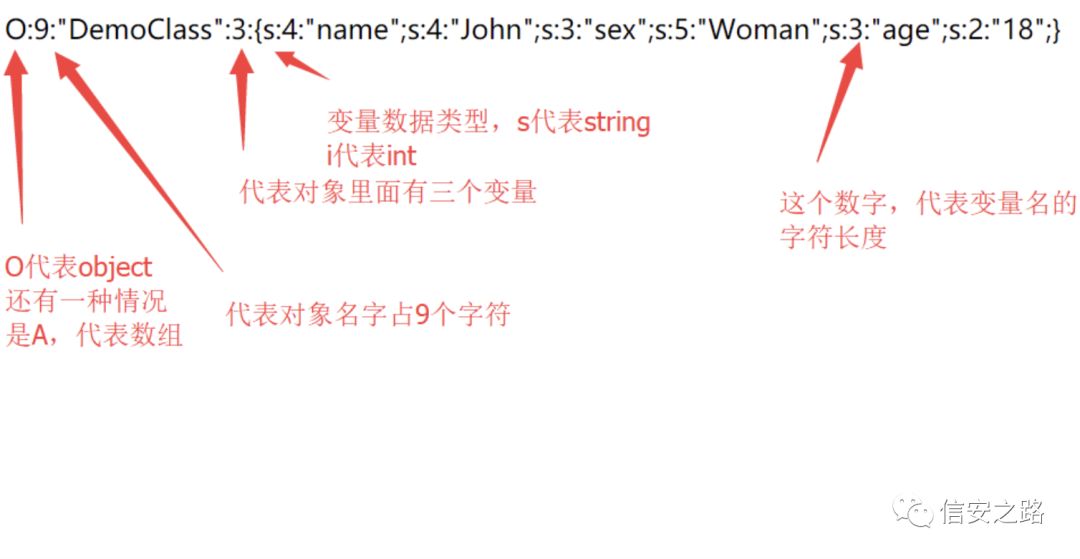 O:9:"DemoClass":3:{s:4:"name";s:4:"John";s:3:"sex";s:5:"Woman";s:3:"age";s:2:"18";}
变量数据类型，s代表string
i代表int
代表对象里面有三个变量
这个数字，代表变量名的
字符长度
O代表object
还有一种情况
是A，代表数组
代表对象名字占9个字符
信安之路